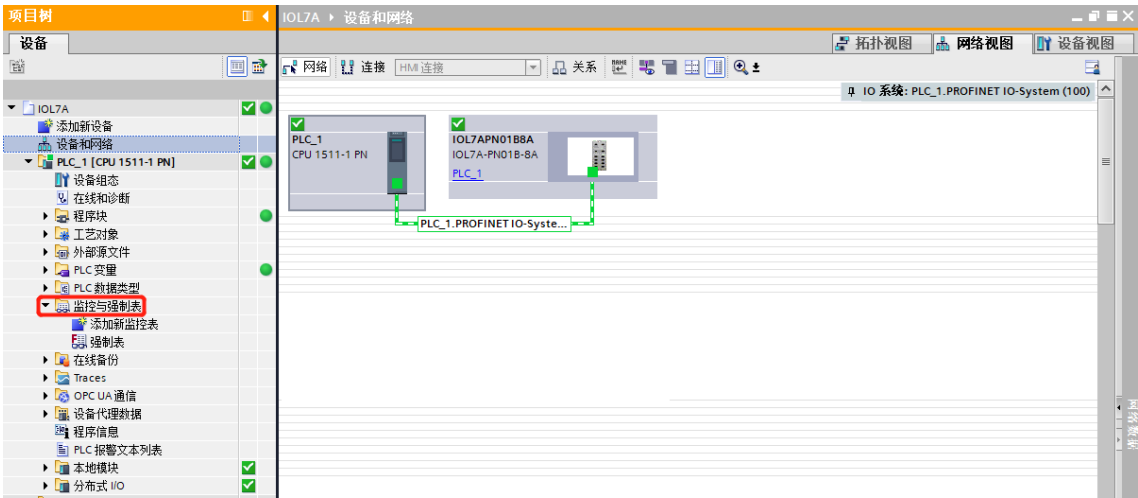 项目树
IOL7A ▸ 设备和网络
设备
拓扑视图
网络视图
设备视图
网络
连接
HMI 连接
关系
IO 系统: PLC_1.PROFINET IO-System (100)
IOL7A
添加新设备
设备和网络
PLC_1 [CPU 1511-1 PN]
设备组态
在线和诊断
程序块
工艺对象
外部源文件
PLC 变量
PLC 数据类型
监控与强制表
添加新监控表
强制表
在线备份
Traces
OPC UA 通信
设备代理数据
程序信息
PLC 报警文本列表
本地模块
分布式 I/O
PLC_1
CPU 1511-1 PN
IOL7APN01B8A
IOL7A-PN01B-8A
PLC_1
PLC_1.PROFINET IO-Syste...
网络数据